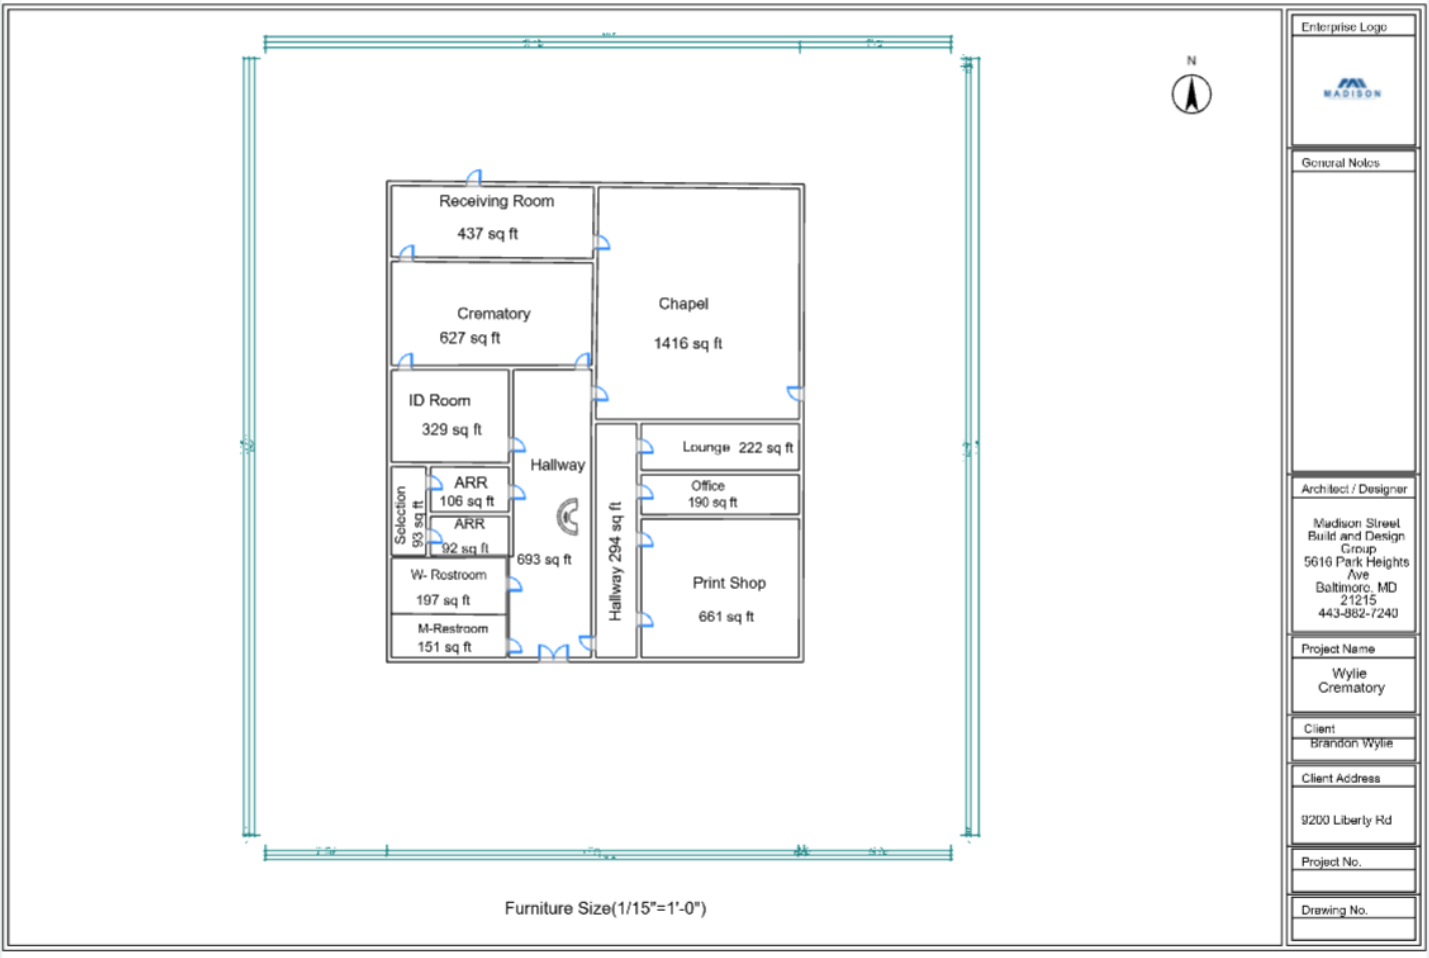 N
Receiving Room
437 sq ft
Crematory
627 sq ft
Chapel
1416 sq ft
ID Room
329 sq ft
Hallway
693 sq ft
Lounge 222 sq ft
Office
190 sq ft
ARR
106 sq ft
ARR
92 sq ft
Selection
93 sq ft
Hallway 294 sq ft
W- Rostroom
197 sq ft
M-Restroom
151 sq ft
Print Shop
661 sq ft
Furniture Size(1/15"=1'-0")
Enterprise Logo
MADISON
General Notes
Architect / Designer
Madison Street
Build and Design
Group
5616 Park Heights
Ave
Baltimore, MD
21215
443-882-7240
Project Name
Wylie
Crematory
Client
Brandon Wylie
Client Address
9200 Liberty Rd
Project No.
Drawing No.